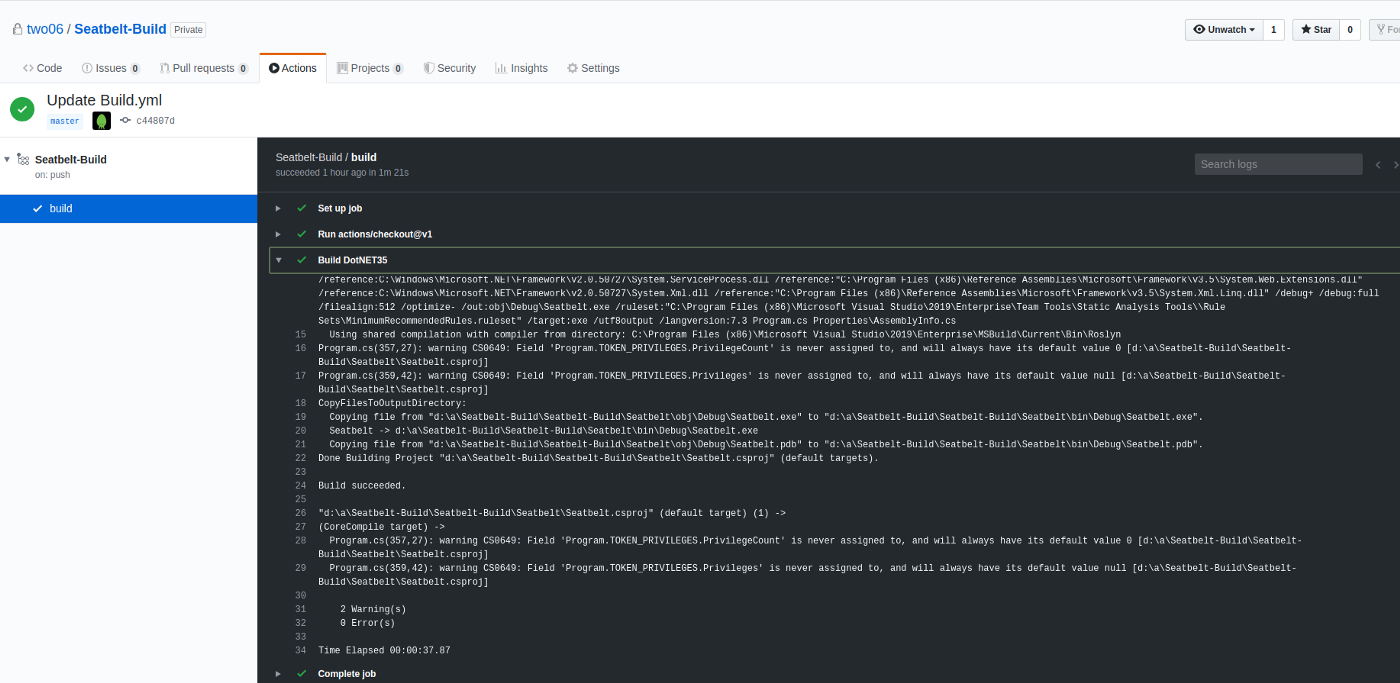 two06 / Seatbelt-Build Private
Unwatch 1 Star 0
Code Issues 0 Pull requests 0 Actions Projects 0 Security Insights Settings
Update Build.yml
master c44807d
Seatbelt-Build
on: push
build
Seatbelt-Build / build
succeeded 1 hour ago in 1m 21s
Search logs
Set up job
Run actions/checkout@v1
Build DotNET35
/reference:C:\Windows\Microsoft.NET\Framework\v2.0.50727\System.ServiceProcess.dll /reference:"C:\Program Files (x86)\Reference Assemblies\Microsoft\Framework\v3.5\System.Web.Extensions.dll"
/reference:C:\Windows\Microsoft.NET\Framework\v2.0.50727\System.Xml.dll /reference:"C:\Program Files (x86)\Reference Assemblies\Microsoft\Framework\v3.5\System.Xml.Linq.dll" /debug+ /debug:full
/filealign:512 /optimize- /out:obj\Debug\Seatbelt.exe /ruleset:"C:\Program Files (x86)\Microsoft Visual Studio\2019\Enterprise\Team Tools\Static Analysis Tools\\Rule
Sets\MinimumRecommendedRules.ruleset" /target:exe /utf8output /langversion:7.3 Program.cs Properties\AssemblyInfo.cs
15 Using shared compilation with compiler from directory: C:\Program Files (x86)\Microsoft Visual Studio\2019\Enterprise\MSBuild\Current\Bin\Roslyn
16 Program.cs(357,27): warning CS0649: Field 'Program.TOKEN_PRIVILEGES.PrivilegeCount' is never assigned to, and will always have its default value 0 [d:\a\Seatbelt-Build\Seatbelt-
Build\Seatbelt\Seatbelt.csproj]
17 Program.cs(359,42): warning CS0649: Field 'Program.TOKEN_PRIVILEGES.Privileges' is never assigned to, and will always have its default value null [d:\a\Seatbelt-Build\Seatbelt-
Build\Seatbelt\Seatbelt.csproj]
18 CopyFilesToOutputDirectory:
19 Copying file from "d:\a\Seatbelt-Build\Seatbelt-Build\Seatbelt\obj\Debug\Seatbelt.exe" to "d:\a\Seatbelt-Build\Seatbelt-Build\Seatbelt\bin\Debug\Seatbelt.exe".
20 Seatbelt -> d:\a\Seatbelt-Build\Seatbelt-Build\Seatbelt\bin\Debug\Seatbelt.exe
21 Copying file from "d:\a\Seatbelt-Build\Seatbelt-Build\Seatbelt\obj\Debug\Seatbelt.pdb" to "d:\a\Seatbelt-Build\Seatbelt-Build\Seatbelt\bin\Debug\Seatbelt.pdb".
22 Done Building Project "d:\a\Seatbelt-Build\Seatbelt-Build\Seatbelt\Seatbelt.csproj" (default targets).
23
24 Build succeeded.
25
26 "d:\a\Seatbelt-Build\Seatbelt-Build\Seatbelt\Seatbelt.csproj" (default target) (1) ->
27 (CoreCompile target) ->
28 Program.cs(357,27): warning CS0649: Field 'Program.TOKEN_PRIVILEGES.PrivilegeCount' is never assigned to, and will always have its default value 0 [d:\a\Seatbelt-Build\Seatbelt-
Build\Seatbelt\Seatbelt.csproj]
29 Program.cs(359,42): warning CS0649: Field 'Program.TOKEN_PRIVILEGES.Privileges' is never assigned to, and will always have its default value null [d:\a\Seatbelt-Build\Seatbelt-
Build\Seatbelt\Seatbelt.csproj]
30
31 2 Warning(s)
32 0 Error(s)
33
34 Time Elapsed 00:00:37.87
Complete job